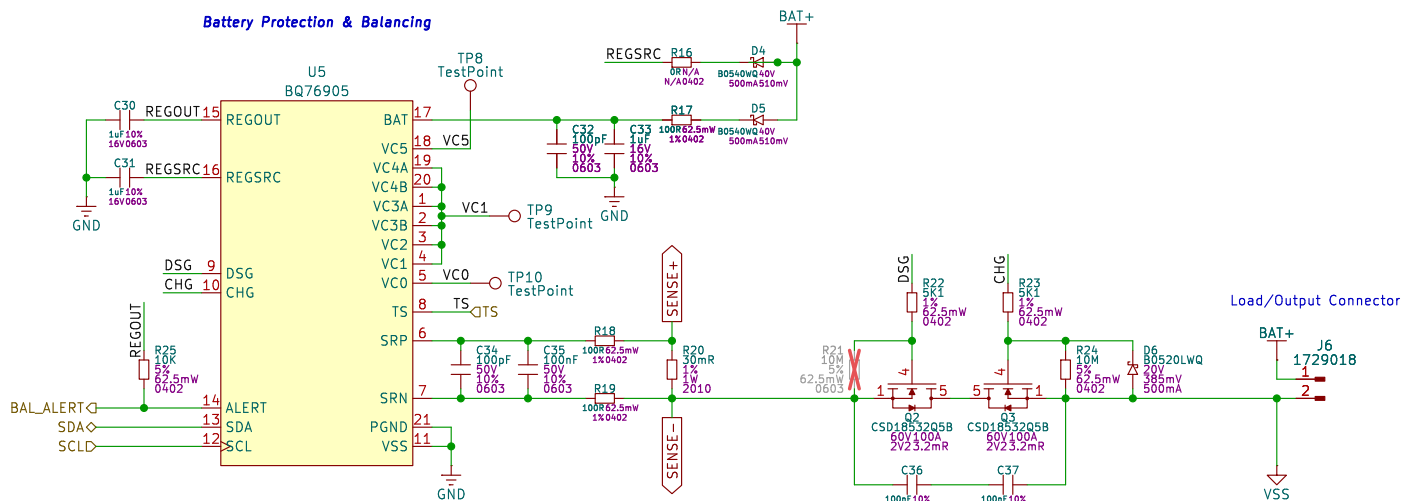 Battery Protection & Balancing
BAT+
U5
BQ76905
TP8
TestPoint
REGSRC
R16
0R N/A
N/A 0402
D4
B0540WQ 40V
500mA 510mV
C30
1uF 10%
16V 0603
REGOUT
15
REGOUT
BAT
17
C32
100pF
50V
10%
0603
C33
1uF
16V
10%
0603
R17
100R 62.5mW
1% 0402
D5
B0540WQ 40V
500mA 510mV
18
VC5
VC5
C31
1uF 10%
16V 0603
REGSRC
16
REGSRC
VC4A
19
VC4B
20
VC3A
1
VC3B
2
VC2
3
VC1
4
VC1
TP9
TestPoint
GND
GND
DSG
9
DSG
CHG
10
CHG
VC0
5
VC0
TP10
TestPoint
TS
8
TS
TS
SENSE+
DSG
R22
5K1
1%
62.5mW
0402
CHG
R23
5K1
1%
62.5mW
0402
Load/Output Connector
BAT+
J6
1729018
1
2
REGOUT
R25
10K
5%
62.5mW
0402
SRP
6
C34
100pF
50V
10%
0603
C35
100nF
50V
10%
0603
R18
100R 62.5mW
1% 0402
R20
30mR
1%
1W
2010
R21
10M
5%
62.5mW
0603
4
4
R24
10M
5%
62.5mW
0402
D6
B0520LWQ
20V
385mV
500mA
SRN
7
R19
100R 62.5mW
1% 0402
1
5
5
1
Q2
CSD18532Q5B
60V 100A
2V2 3.2mR
Q3
CSD18532Q5B
60V 100A
2V2 3.2mR
BAL_ALERT
14
ALERT
SDA
13
SDA
SCL
12
SCL
PGND
21
VSS
11
GND
SENSE-
C36
100nF 10%
C37
100nF 10%
VSS